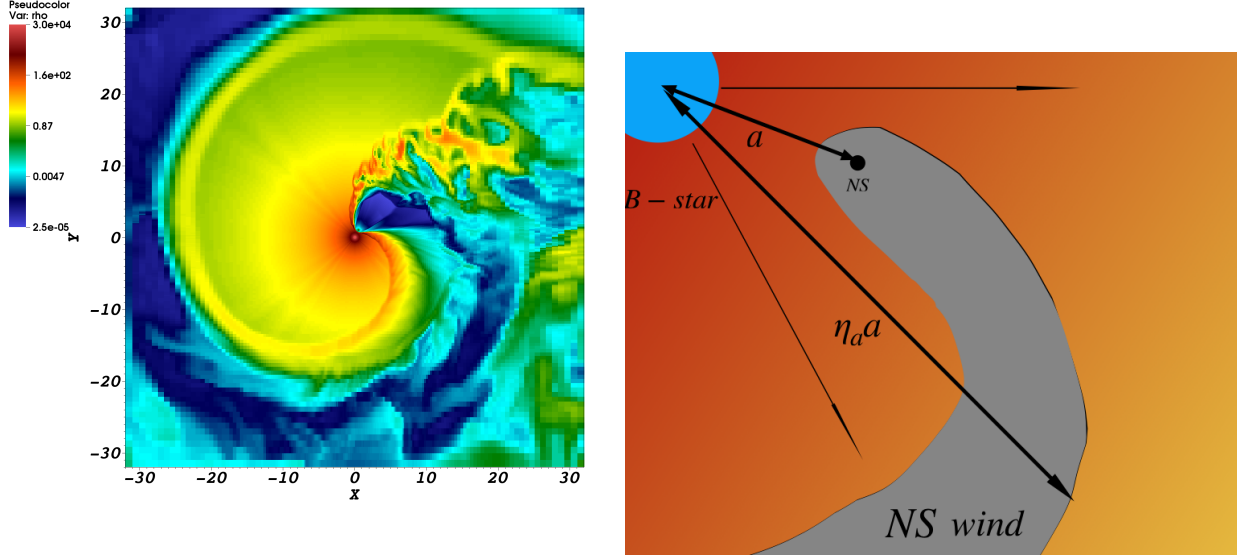 Pseudocolor
Var: rho
3.0e+04
1.6e+02
0.87
0.0047
2.5e-05
30
20
10
0
-10
-20
-30
Y
-30 -20 -10 0 10 20 30
X
a
NS
B - star
ηₐa
NS wind